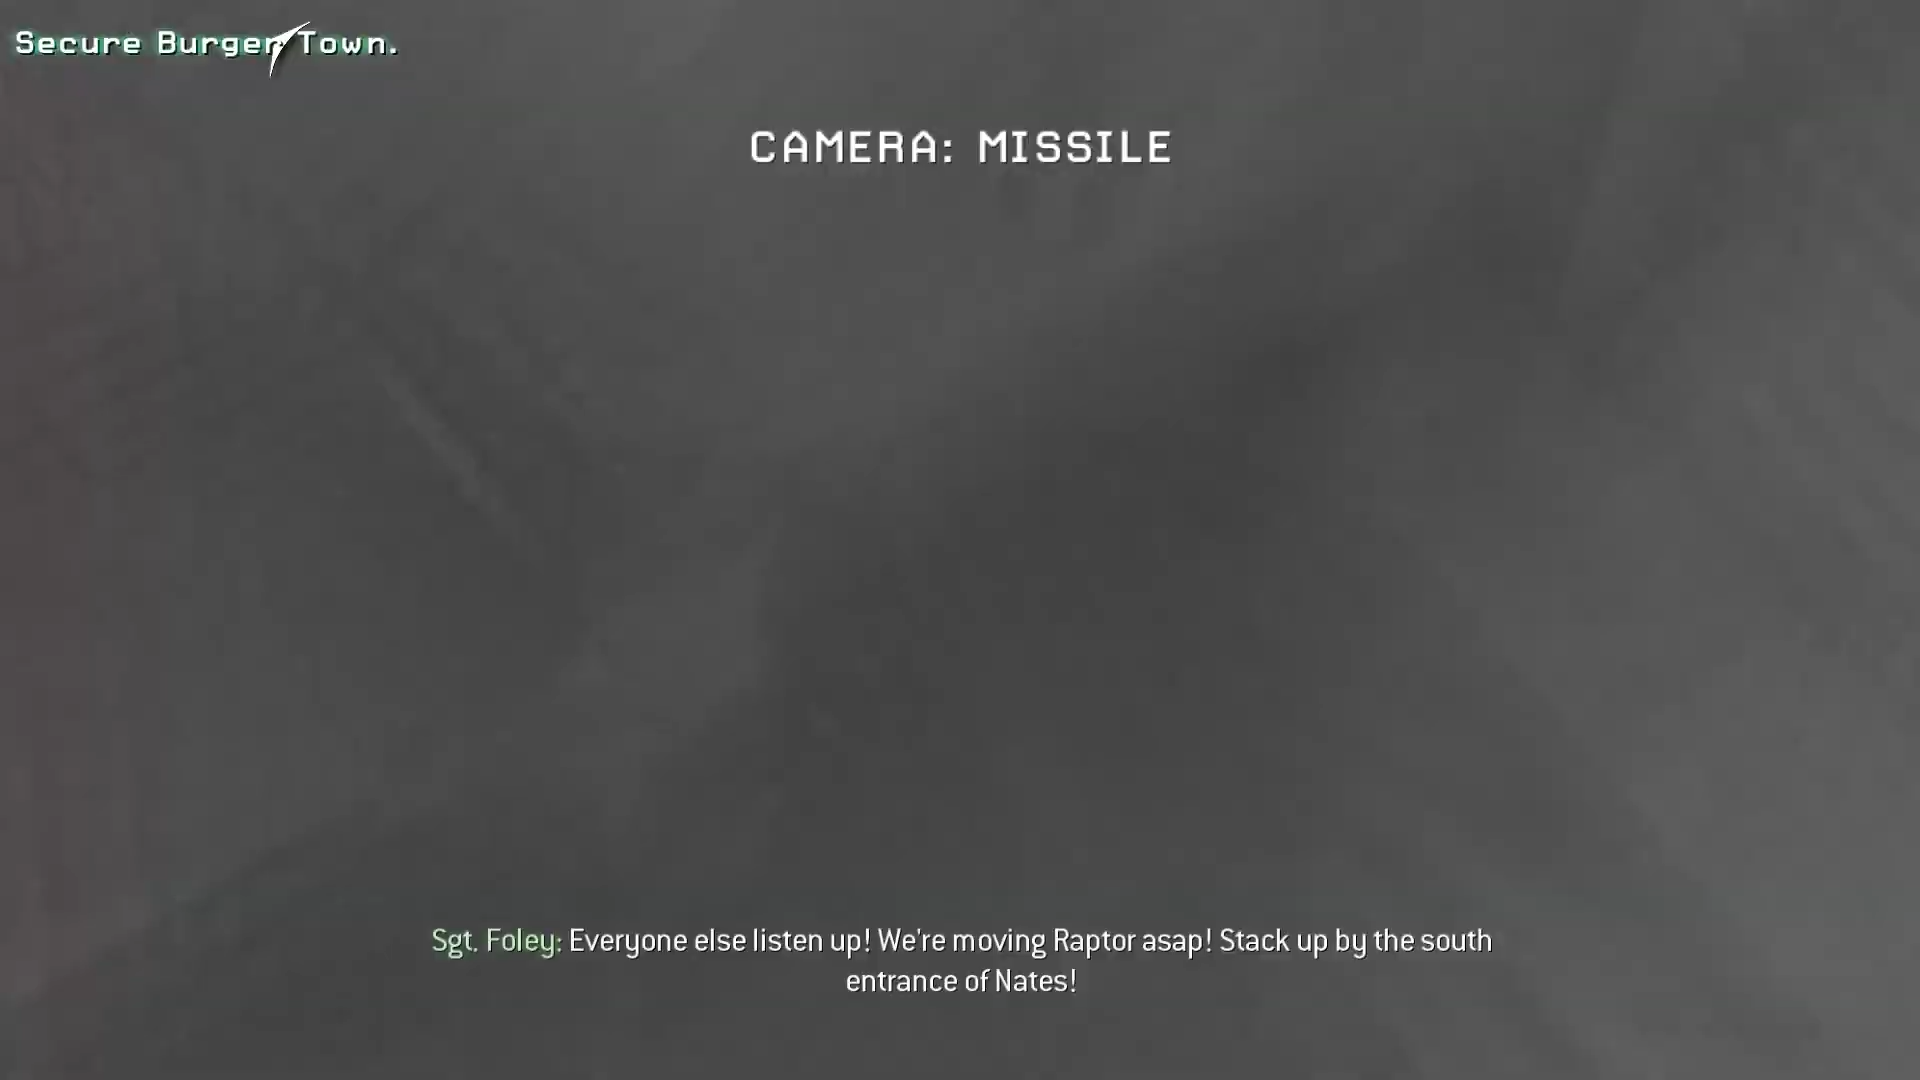 Secure Burger Town.
CAMERA: MISSILE
Sgt. Foley: Everyone else listen up! We're moving Raptor asap! Stack up by the south
entrance of Nates!